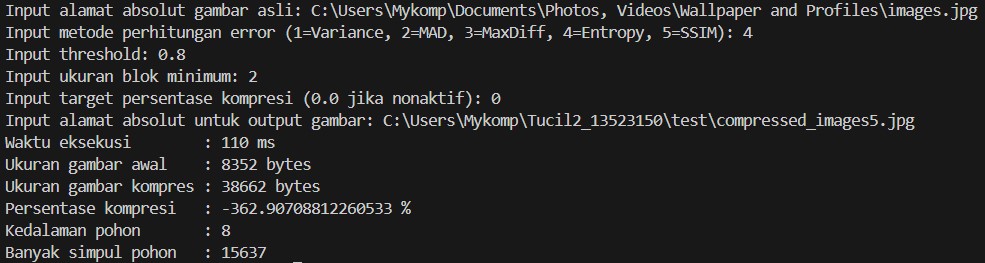 Input alamat absolut gambar asli: C:\Users\Mykomp\Documents\Photos, Videos\Wallpaper and Profiles\images.jpg
Input metode perhitungan error (1=Variance, 2=MAD, 3=MaxDiff, 4=Entropy, 5=SSIM): 4
Input threshold: 0.8
Input ukuran blok minimum: 2
Input target persentase kompresi (0.0 jika nonaktif): 0
Input alamat absolut untuk output gambar: C:\Users\Mykomp\Tucil2_13523150\test\compressed_images5.jpg
Waktu eksekusi       : 110 ms
Ukuran gambar awal   : 8352 bytes
Ukuran gambar kompres : 38662 bytes
Persentase kompresi   : -362.90708812260533 %
Kedalaman pohon      : 8
Banyak simpul pohon   : 15637